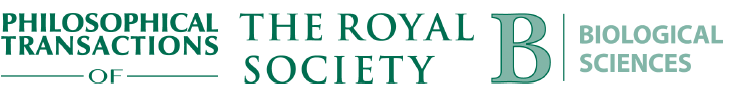 PHILOSOPHICAL
TRANSACTIONS
OF
THE ROYAL
SOCIETY
B
BIOLOGICAL
SCIENCES